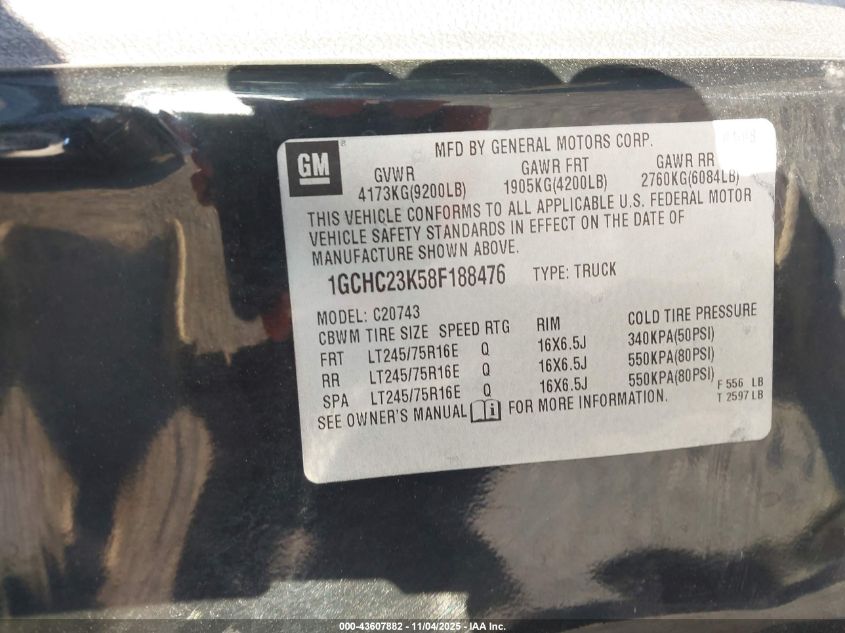 GM
MFD BY GENERAL MOTORS CORP.
GVWR GAWR FRT GAWR RR
4173KG(9200LB) 1905KG(4200LB) 2760KG(6084LB)
THIS VEHICLE CONFORMS TO ALL APPLICABLE U.S. FEDERAL MOTOR
VEHICLE SAFETY STANDARDS IN EFFECT ON THE DATE OF
MANUFACTURE SHOWN ABOVE.
1GCHC23K58F188476 TYPE: TRUCK
MODEL: C20743
CBWM TIRE SIZE SPEED RTG RIM COLD TIRE PRESSURE
FRT LT245/75R16E Q 16X6.5J 340KPA(50PSI)
RR LT245/75R16E Q 16X6.5J 550KPA(80PSI)
SPA LT245/75R16E Q 16X6.5J 550KPA(80PSI)
F 556 LB
T 2597 LB
SEE OWNER'S MANUAL i FOR MORE INFORMATION.
000-43607882 - 11/04/2025 - IAA Inc.